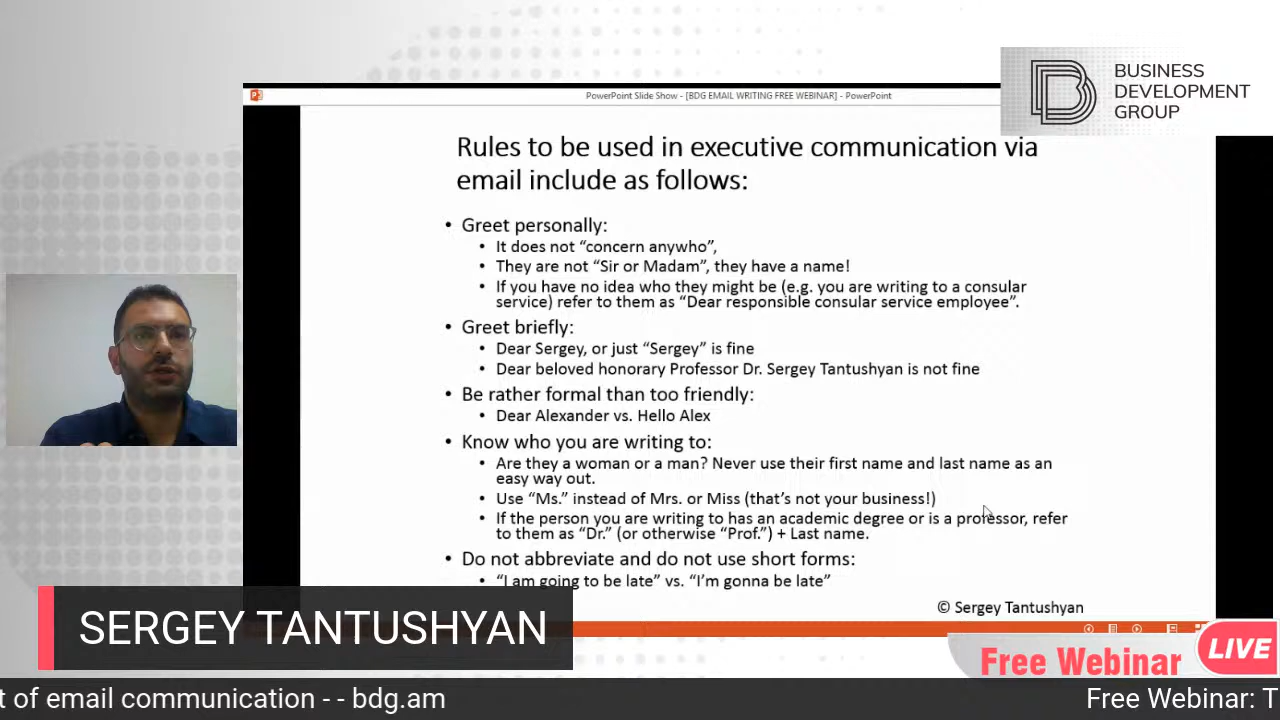 BUSINESS
DEVELOPMENT
GROUP
PowerPoint Slide Show - [BDG EMAIL WRITING FREE WEBINAR] - PowerPoint
Rules to be used in executive communication via
email include as follows:
• Greet personally:
• It does not “concern anywho”,
• They are not “Sir or Madam”, they have a name!
• If you have no idea who they might be (e.g. you are writing to a consular
service) refer to them as “Dear responsible consular service employee”.
• Greet briefly:
• Dear Sergey, or just “Sergey” is fine
• Dear beloved honorary Professor Dr. Sergey Tantushyan is not fine
• Be rather formal than too friendly:
• Dear Alexander vs. Hello Alex
• Know who you are writing to:
• Are they a woman or a man? Never use their first name and last name as an
easy way out.
• Use “Ms.” instead of Mrs. or Miss (that’s not your business!)
• If the person you are writing to has an academic degree or is a professor, refer
to them as “Dr.” (or otherwise “Prof.”) + Last name.
• Do not abbreviate and do not use short forms:
• “I am going to be late” vs. “I’m gonna be late”
© Sergey Tantushyan
SERGEY TANTUSHYAN
Free Webinar
LIVE
t of email communication - - bdg.am
Free Webinar: T